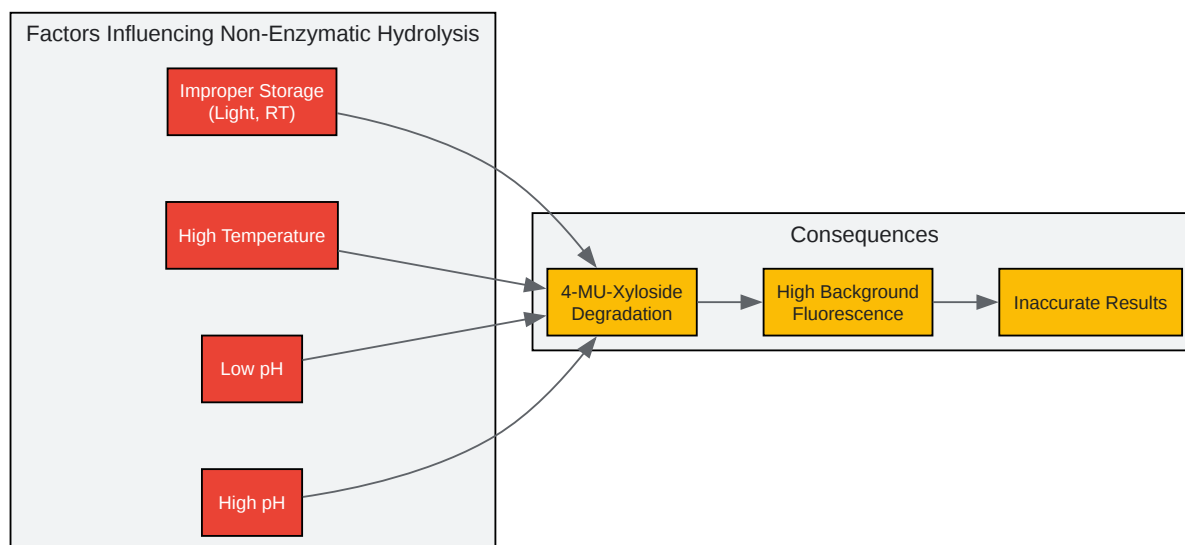 Factors Influencing Non-Enzymatic Hydrolysis
Improper Storage
(Light, RT)
High Temperature
Low pH
High pH
Consequences
4-MU-Xyloside
Degradation
High Background
Fluorescence
Inaccurate Results